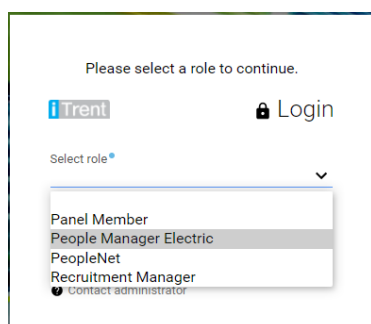 Please select a role to continue.
iTrent
Login
Select role
Panel Member
People Manager Electric
PeopleNet
Recruitment Manager
Contact administrator